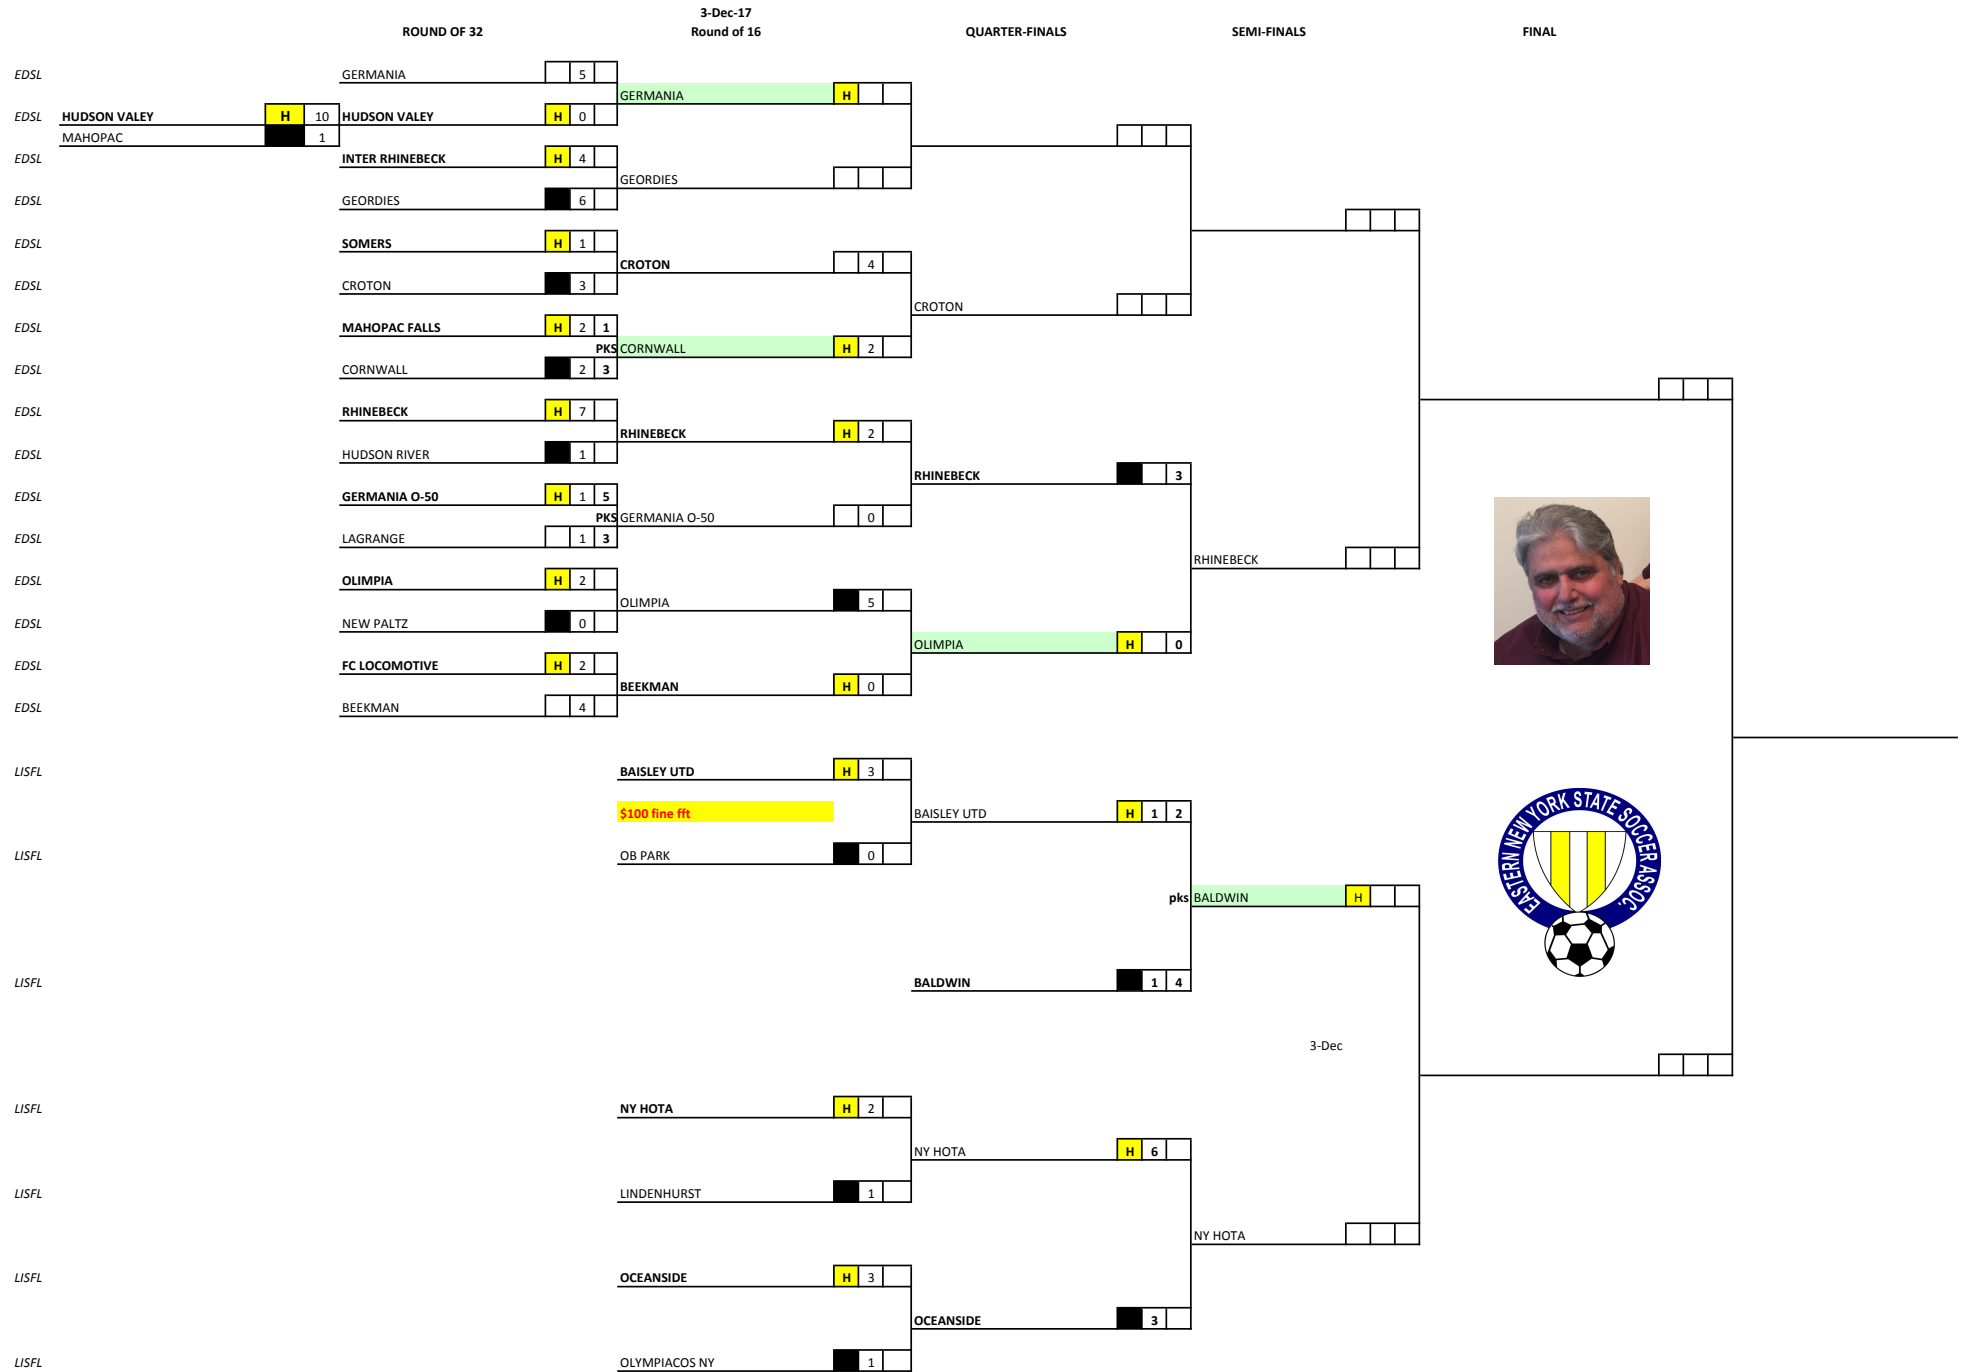 3-Dec-17
ROUND OF 32 Round of 16 QUARTER-FINALS SEMI-FINALS FINAL
EDSL GERMANIA 5
GERMANIA H
EDSL HUDSON VALEY H 10 HUDSON VALEY H 0
MAHOPAC 1
EDSL INTER RHINEBECK H 4
GEORDIES
EDSL GEORDIES 6
EDSL SOMERS H 1
CROTON 4
EDSL CROTON 3
CROTON
EDSL MAHOPAC FALLS H 2 1
PKS CORNWALL H 2
EDSL CORNWALL 2 3
EDSL RHINEBECK H 7
RHINEBECK H 2
EDSL HUDSON RIVER 1
RHINEBECK 3
EDSL GERMANIA O-50 H 1 5
PKS GERMANIA O-50 0
EDSL LAGRANGE 1 3
RHINEBECK
EDSL OLIMPIA H 2
OLIMPIA 5
EDSL NEW PALTZ 0
OLIMPIA H 0
EDSL FC LOCOMOTIVE H 2
BEEKMAN H 0
EDSL BEEKMAN 4
LISFL BAISLEY UTD H 3
$100 fine fft BAISLEY UTD H 1 2
LISFL OB PARK 0
EASTERN NEW YORK STATE SOCCER ASSOC.
pks BALDWIN H
LISFL BALDWIN 1 4
3-Dec
LISFL NY HOTA H 2
NY HOTA H 6
LISFL LINDENHURST 1
NY HOTA
LISFL OCEANSIDE H 3
OCEANSIDE 3
LISFL OLYMPIACOS NY 1